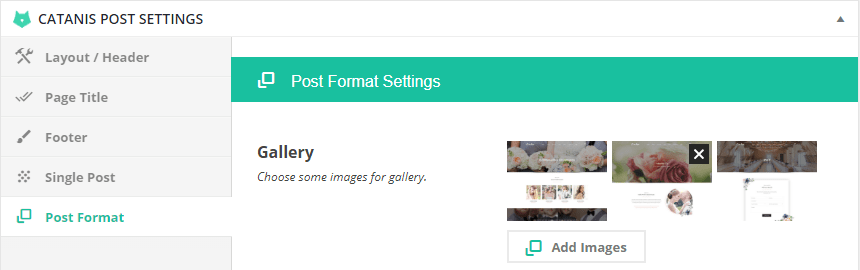 CATANIS POST SETTINGS
Layout / Header
Page Title
Footer
Single Post
Post Format
Post Format Settings
Gallery
Choose some images for gallery.
Add Images